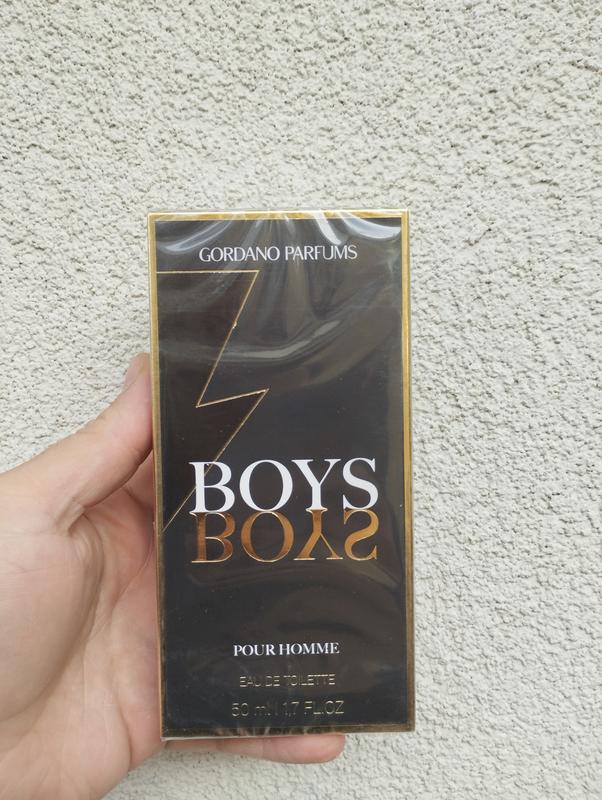 GORDANO PARFUMS
BOYS
BOYS
POUR HOMME
EAU DE TOILETTE
50 ml | 1,7 FL.OZ